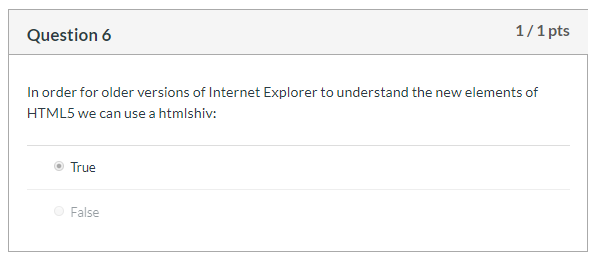 Question 6
1 / 1 pts
In order for older versions of Internet Explorer to understand the new elements of
HTML5 we can use a htmlshiv:
True
False